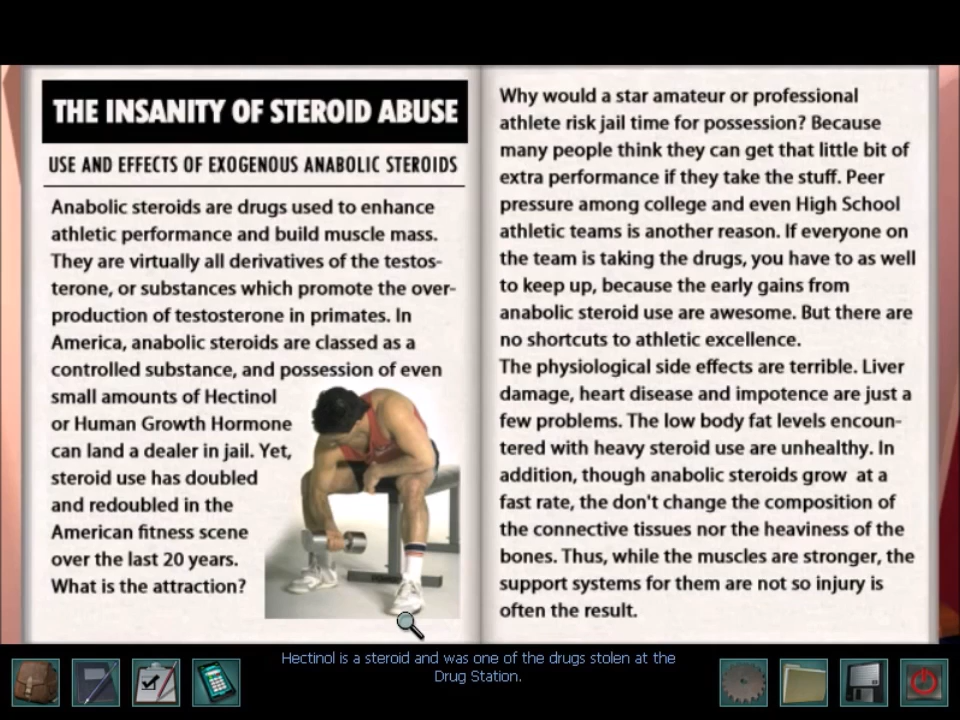 THE INSANITY OF STEROID ABUSE
USE AND EFFECTS OF EXOGENOUS ANABOLIC STEROIDS
Anabolic steroids are drugs used to enhance
athletic performance and build muscle mass.
They are virtually all derivatives of the testos-
terone, or substances which promote the over-
production of testosterone in primates. In
America, anabolic steroids are classed as a
controlled substance, and possession of even
small amounts of Hectinol
or Human Growth Hormone
can land a dealer in jail. Yet,
steroid use has doubled
and redoubled in the
American fitness scene
over the last 20 years.
What is the attraction?
Why would a star amateur or professional
athlete risk jail time for possession? Because
many people think they can get that little bit of
extra performance if they take the stuff. Peer
pressure among college and even High School
athletic teams is another reason. If everyone on
the team is taking the drugs, you have to as well
to keep up, because the early gains from
anabolic steroid use are awesome. But there are
no shortcuts to athletic excellence.
The physiological side effects are terrible. Liver
damage, heart disease and impotence are just a
few problems. The low body fat levels encoun-
tered with heavy steroid use are unhealthy. In
addition, though anabolic steroids grow at a
fast rate, the don't change the composition of
the connective tissues nor the heaviness of the
bones. Thus, while the muscles are stronger, the
support systems for them are not so injury is
often the result.
Hectinol is a steroid and was one of the drugs stolen at the
Drug Station.